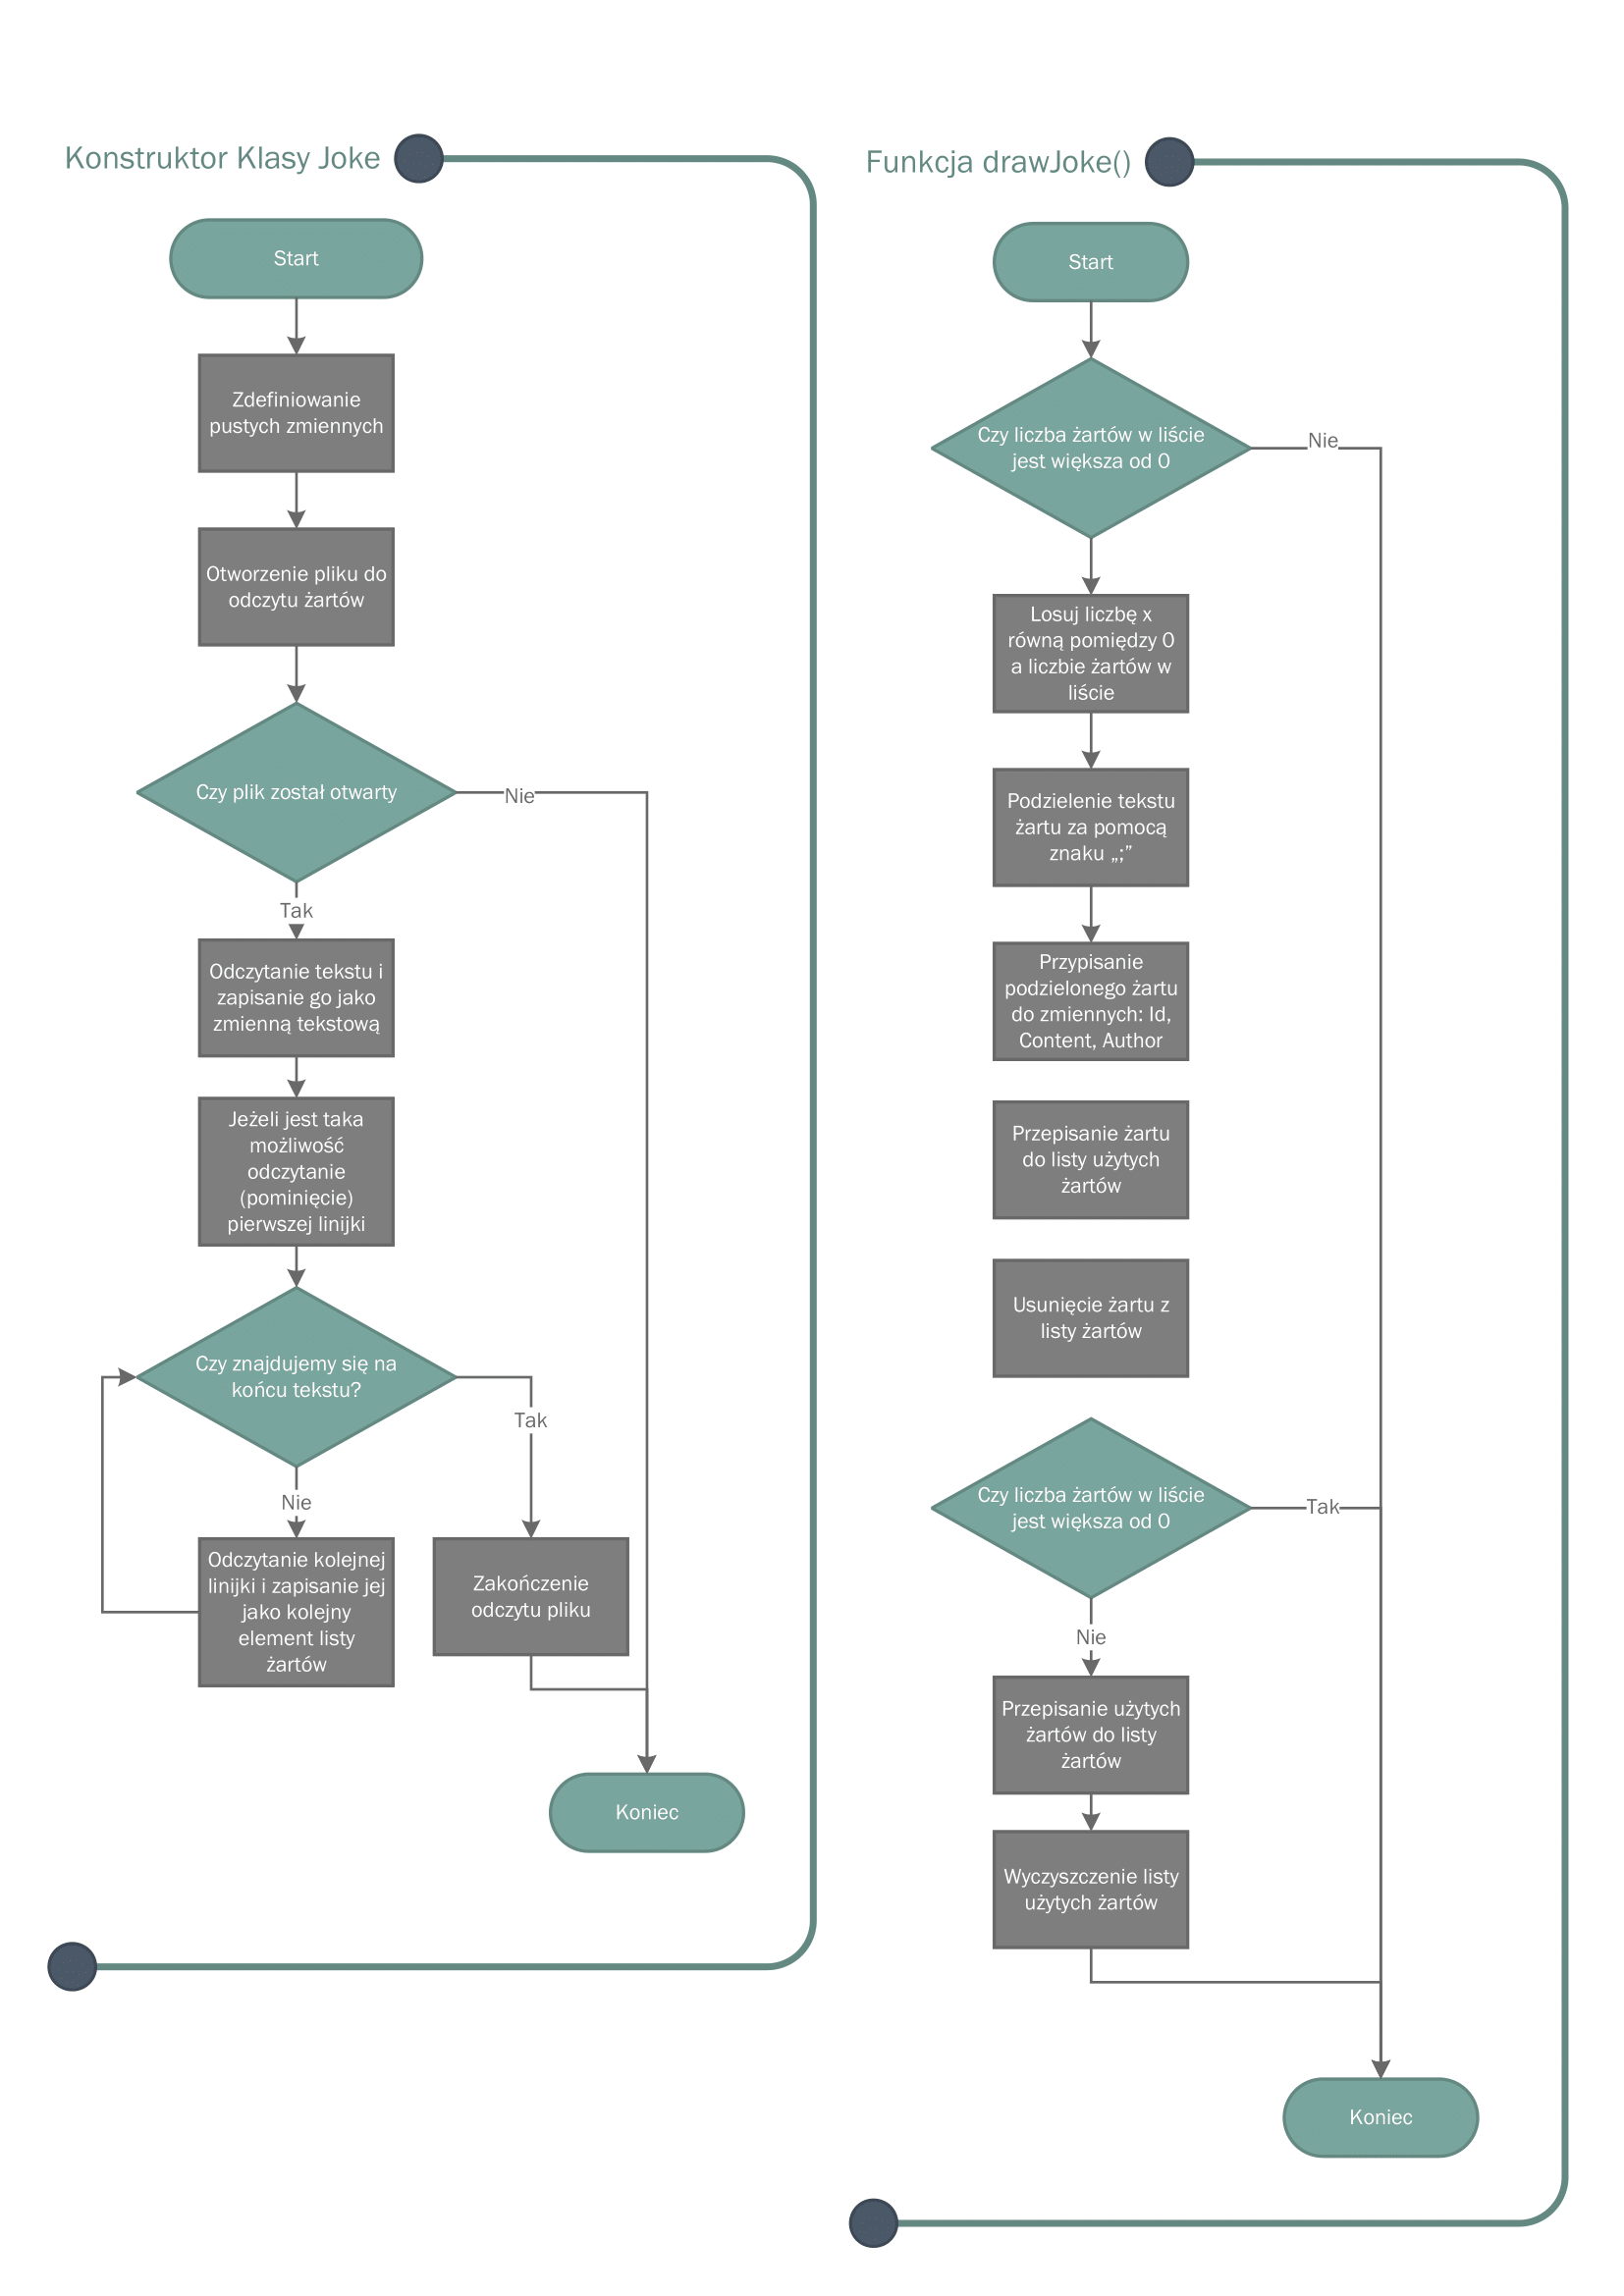 Konstruktor Klasy Joke
Start
Zdefiniowanie
pustych zmiennych
Otworzenie pliku do
odczytu żartów
Czy plik został otwarty
Nie
Tak
Odczytanie tekstu i
zapisanie go jako
zmienną tekstową
Jeżeli jest taka
możliwość
odczytanie
(pominięcie)
pierwszej linijki
Czy znajdujemy się na
końcu tekstu?
Tak
Nie
Odczytanie kolejnej
linijki i zapisanie jej
jako kolejny
element listy
żartów
Zakończenie
odczytu pliku
Koniec
Funkcja drawJoke()
Start
Czy liczba żartów w liście
jest większa od 0
Nie
Losuj liczbę x
równą pomiędzy 0
a liczbie żartów w
liście
Podzielenie tekstu
żartu za pomocą
znaku „;”
Przypisanie
podzielonego żartu
do zmiennych: Id,
Content, Author
Przepisanie żartu
do listy użytych
żartów
Usunięcie żartu z
listy żartów
Czy liczba żartów w liście
jest większa od 0
Tak
Nie
Przepisanie użytych
żartów do listy
żartów
Wyczyszczenie listy
użytych żartów
Koniec